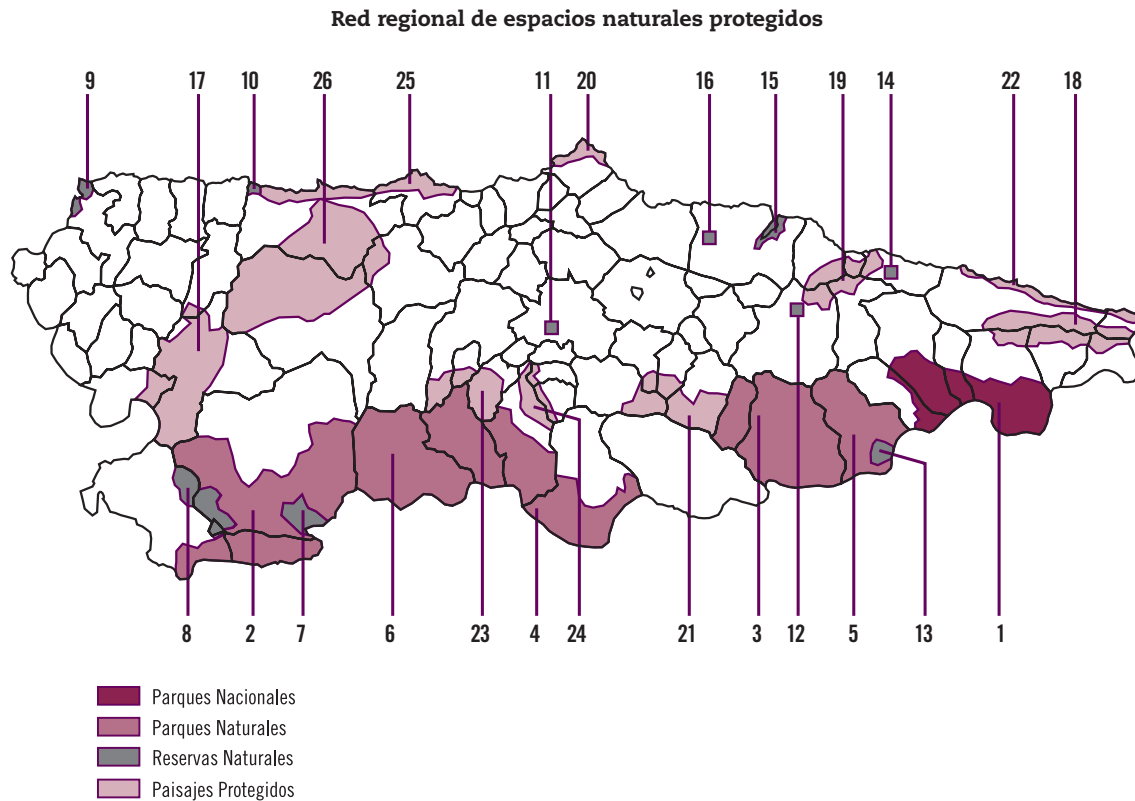 Red regional de espacios naturales protegidos
9 17 10 26 25 11 20 16 15 19 14 22 18
8 2 7 6 23 4 24 21 3 12 5 13 1
Parques Nacionales
Parques Naturales
Reservas Naturales
Paisajes Protegidos